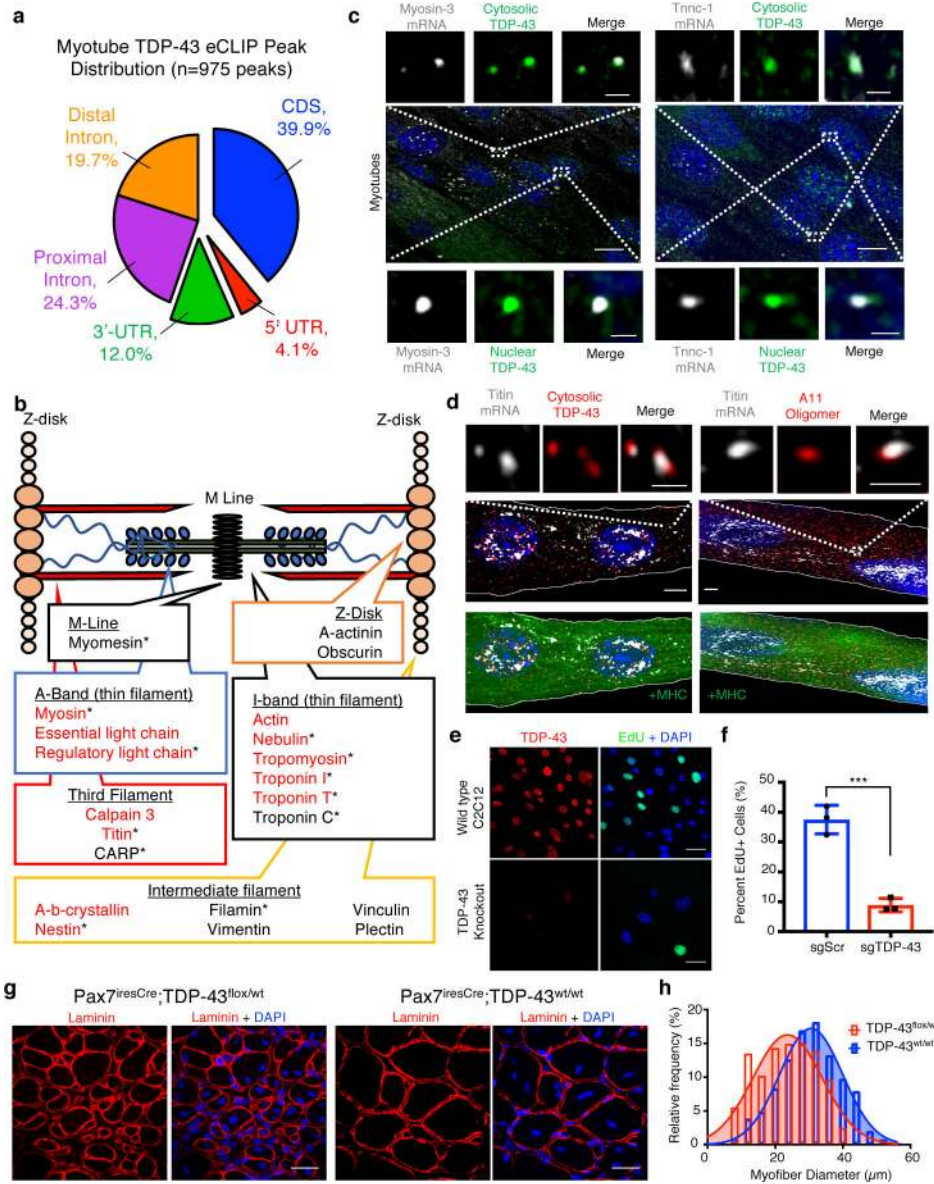 a
Myotube TDP-43 eCLIP Peak
Distribution (n=975 peaks)
Distal
Intron,
19.7%
CDS,
39.9%
Proximal
Intron,
24.3%
3'-UTR,
12.0%
5' UTR,
4.1%
b
Z-disk
Z-disk
M Line
M-Line
Myomesin*
Z-Disk
A-actinin
Obscurin
A-Band (thin filament)
Myosin*
Essential light chain
Regulatory light chain*
I-band (thin filament)
Actin
Nebulin*
Tropomyosin*
Troponin I*
Troponin T*
Troponin C*
Third Filament
Calpain 3
Titin*
CARP*
Intermediate filament
A-b-crystallin Filamin* Vinculin
Nestin* Vimentin Plectin
c
Myosin-3
mRNA
Cytosolic
TDP-43
Merge
Tnnc-1
mRNA
Cytosolic
TDP-43
Merge
Myotubes
Myosin-3
mRNA
Nuclear
TDP-43
Merge
Tnnc-1
mRNA
Nuclear
TDP-43
Merge
d
Titin
mRNA
Cytosolic
TDP-43
Merge
Titin
mRNA
A11
Oligomer
Merge
+MHC
+MHC
e
TDP-43
EdU + DAPI
Wild type
C2C12
TDP-43
Knockout
f
Percent EdU+ Cells (%)
50
40
30
20
10
0
***
sgScr sgTDP-43
g
Pax7iresCre;TDP-43flox/wt
Pax7iresCre;TDP-43wt/wt
Laminin
Laminin + DAPI
Laminin
Laminin + DAPI
h
Relative frequency (%)
20
15
10
5
0
TDP-43flox/w
TDP-43wt/wt
0 20 40 60
Myofiber Diameter (µm)